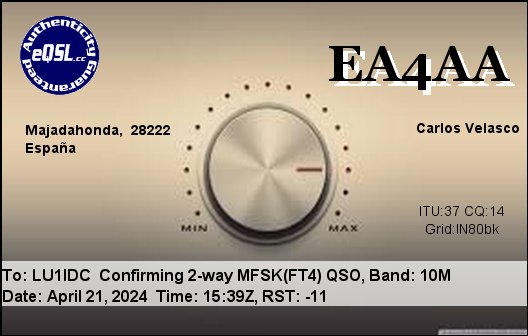 Authenticity
eQSL.cc
Guaranteed
EA4AA
Majadahonda, 28222
España
Carlos Velasco
MIN
MAX
ITU:37 CQ:14
Grid:IN80bk
To: LU1IDC Confirming 2-way MFSK(FT4) QSO, Band: 10M
Date: April 21, 2024 Time: 15:39Z, RST: -11